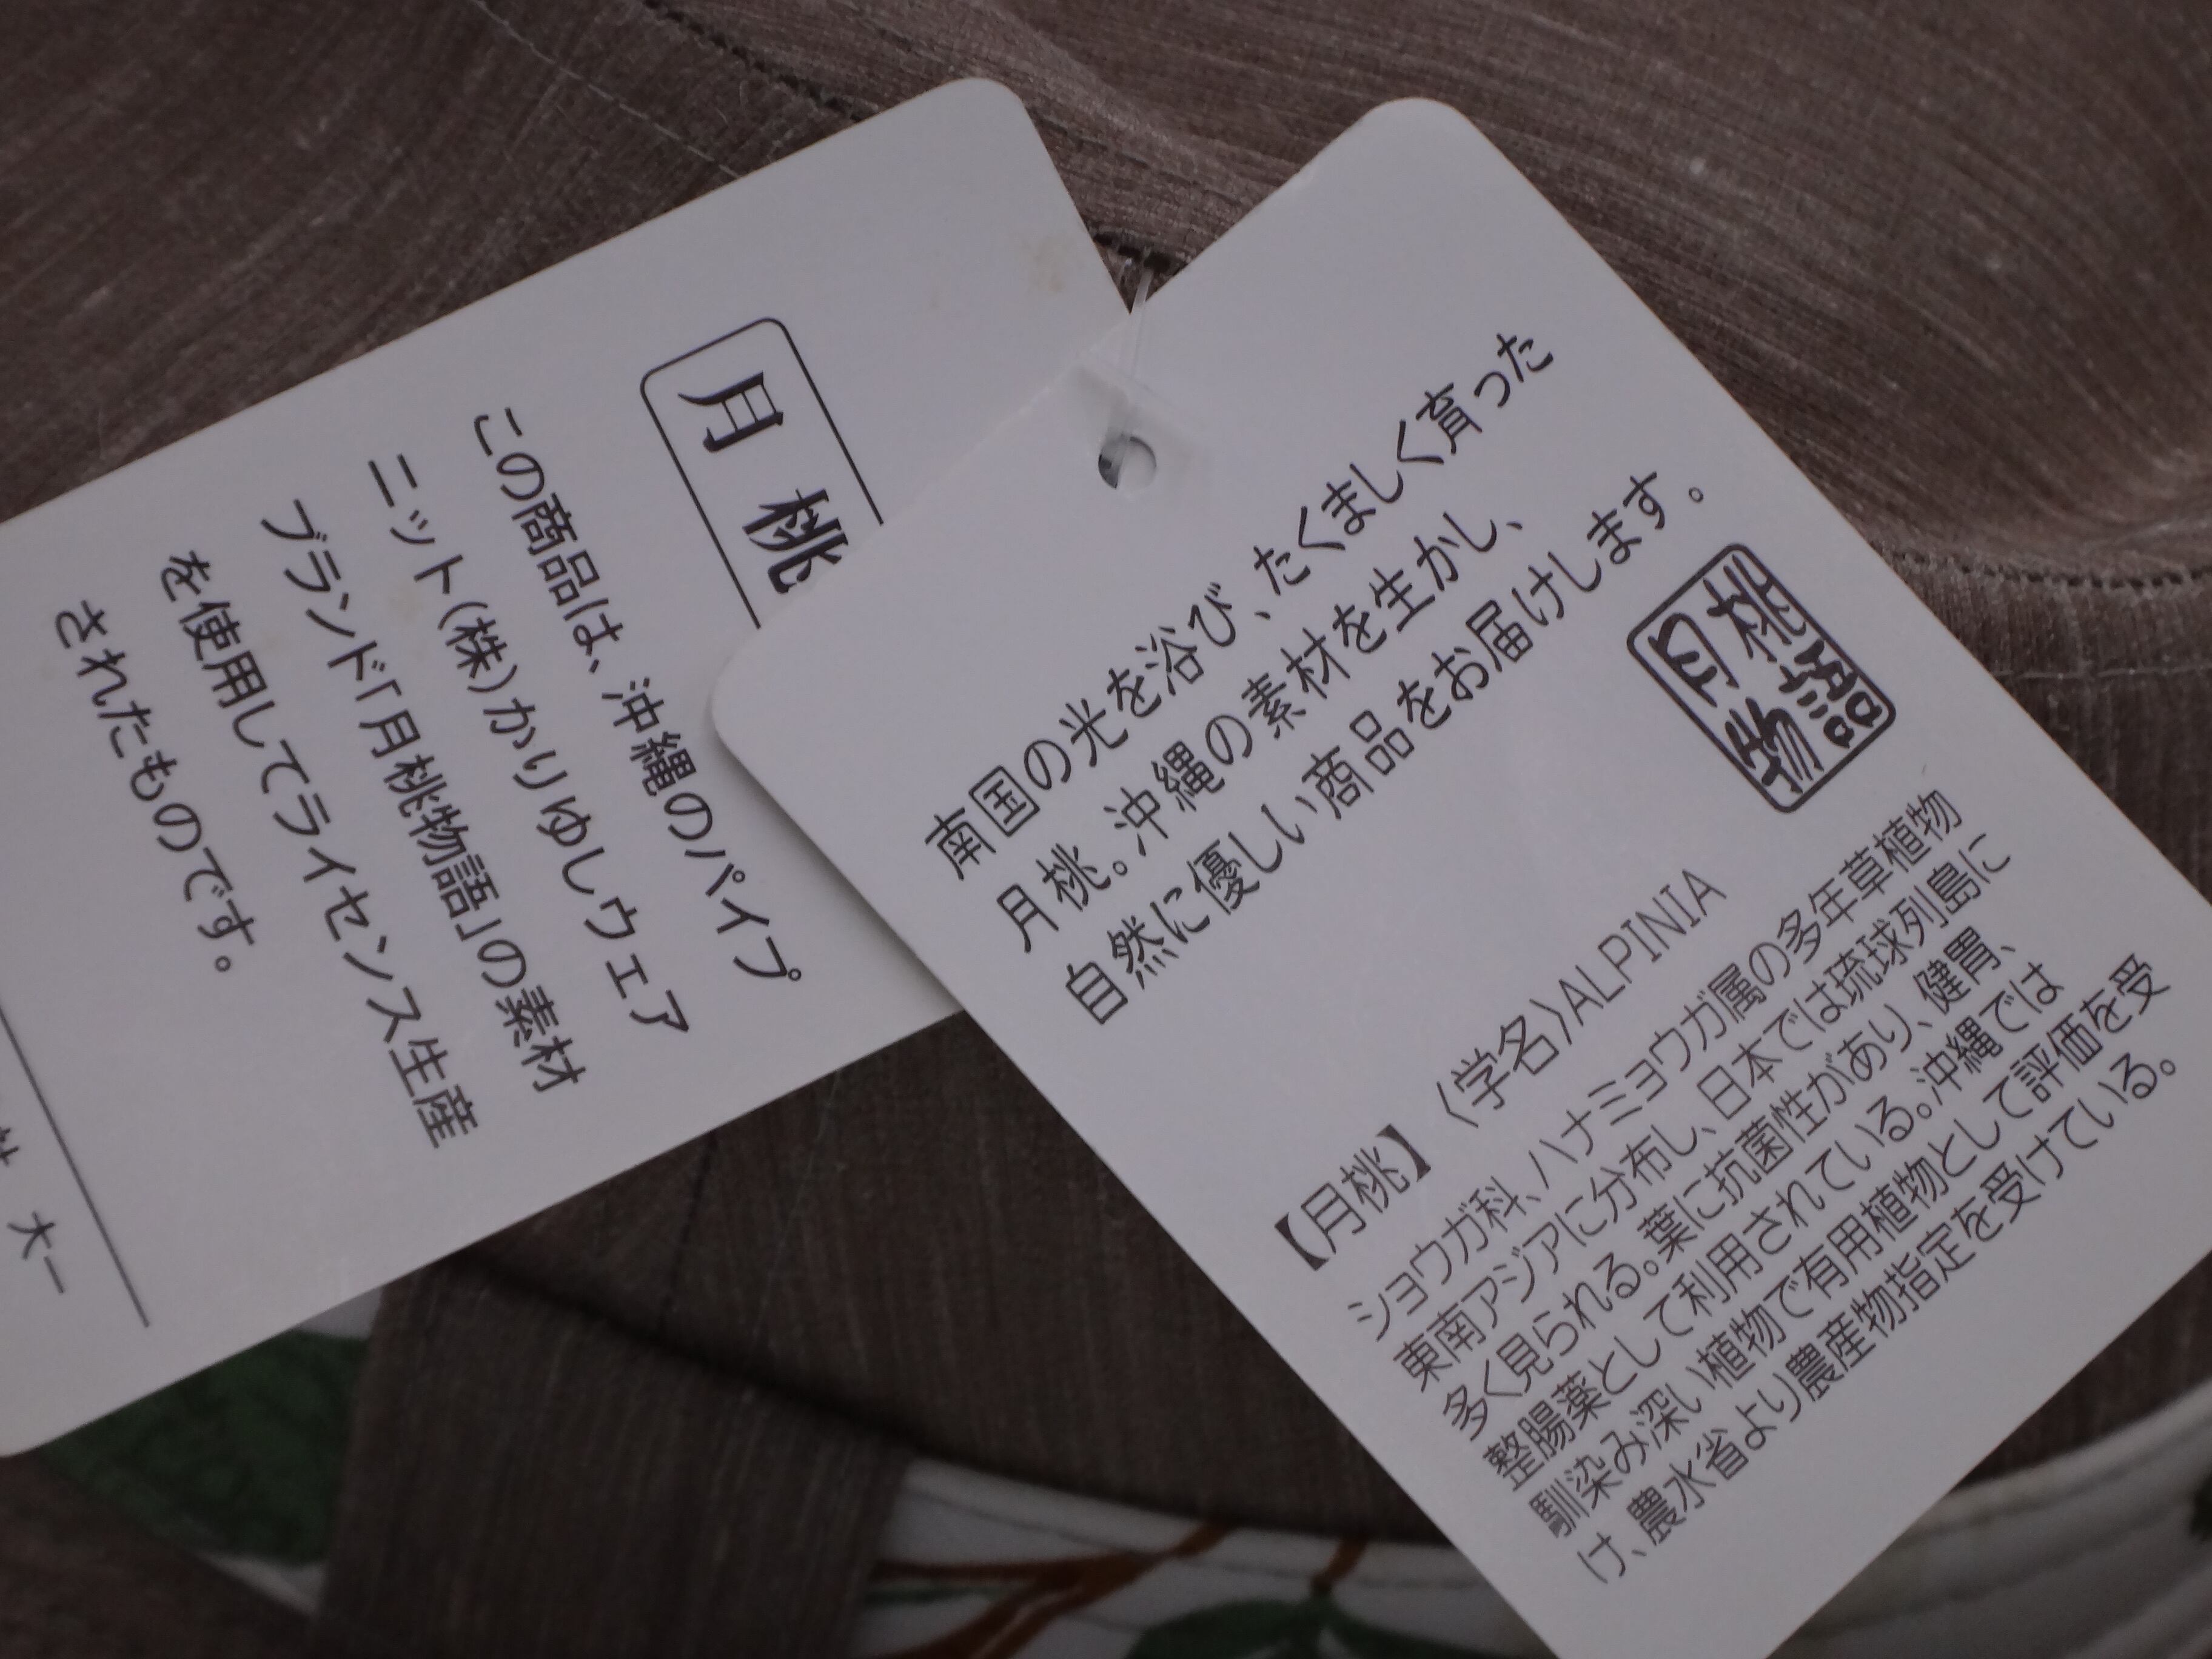 月桃
この商品は、沖縄のパイプ
ニット(株)かりゆしウェア
ブランド「月桃物語」の素材
を使用してライセンス生産
されたものです。
大一
南国の光を浴び、たくましく育った
月桃。沖縄の素材を生かし、
自然に優しい商品をお届けします。
月桃
物語
【月桃】〈学名〉ALPINIA
ショウガ科、ハナミョウガ属の多年草植物
東南アジアに分布し、日本では琉球列島に
多く見られる。葉に抗菌性があり、健胃、
整腸薬として利用されている。沖縄では
馴染み深い植物で有用植物として評価を受
け、農水省より農産物指定を受けている。